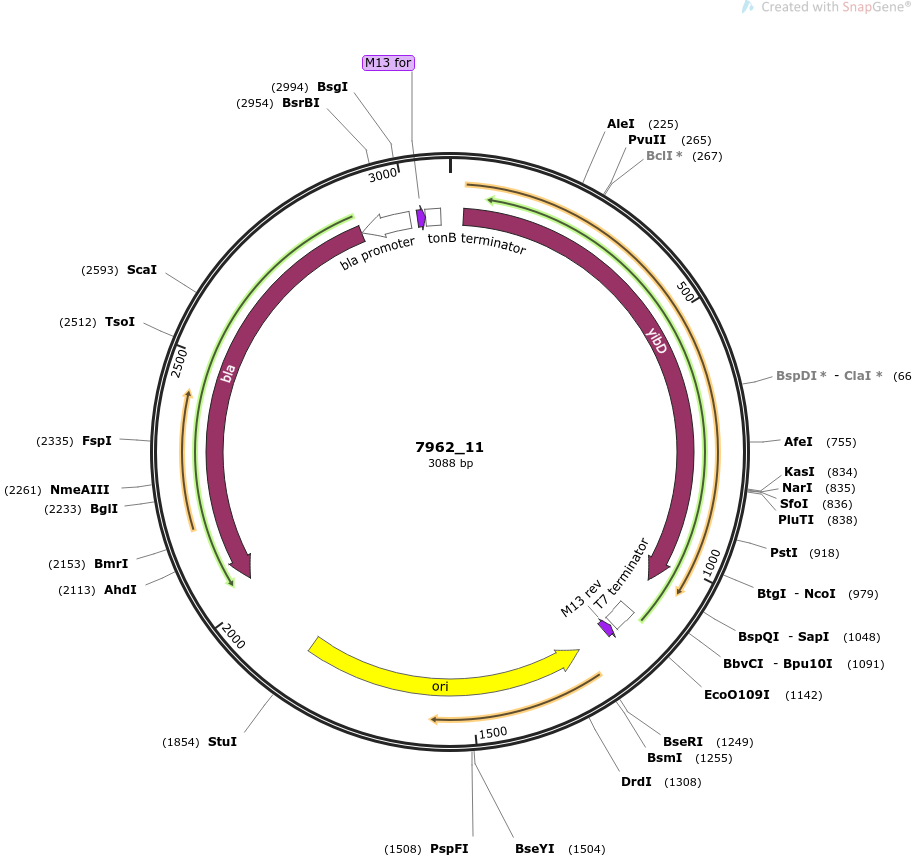 Created with SnapGene®
M13 for
(2994) BsgI
(2954) BsrBI
AleI (225)
PvuII (265)
BclI * (267)
3000
bla promoter
tonB terminator
(2593) ScaI
(2512) TsoI
2500
bla
500
yibD
BspDI * - ClaI * (66
(2335) FspI
7962_11
3088 bp
AfeI (755)
KasI (834)
NarI (835)
SfoI (836)
PluTI (838)
(2261) NmeAIII
(2233) BglI
(2153) BmrI
(2113) AhdI
PstI (918)
1000
BtgI - NcoI (979)
T7 terminator
M13 rev
2000
BspQI - SapI (1048)
BbvCI - Bpu10I (1091)
EcoO109I (1142)
ori
(1854) StuI
1500
BseRI (1249)
BsmI (1255)
DrdI (1308)
(1508) PspFI
BseYI (1504)